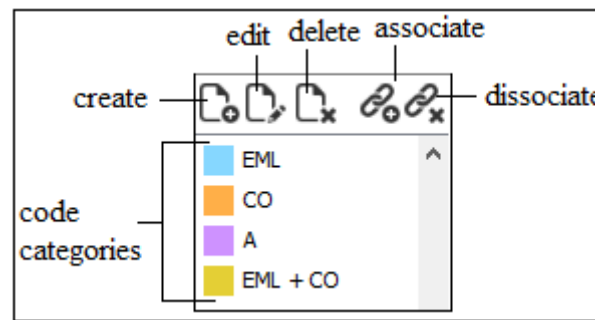 associate
edit delete
create
dissociate
EML
CO
code
categories
A
EML + CO